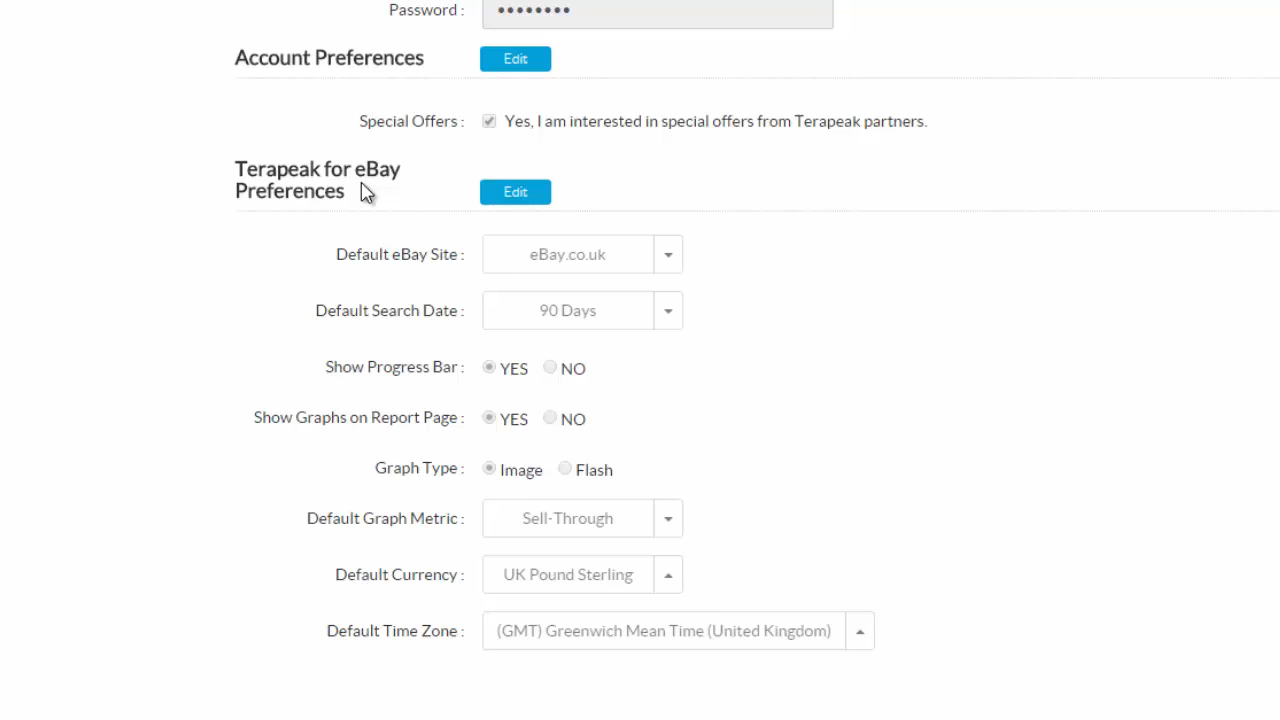 Password : ••••••••
Account Preferences Edit
Special Offers : Yes, I am interested in special offers from Terapeak partners.
Terapeak for eBay
Preferences Edit
Default eBay Site : eBay.co.uk
Default Search Date : 90 Days
Show Progress Bar : YES NO
Show Graphs on Report Page : YES NO
Graph Type : Image Flash
Default Graph Metric : Sell-Through
Default Currency : UK Pound Sterling
Default Time Zone : (GMT) Greenwich Mean Time (United Kingdom)